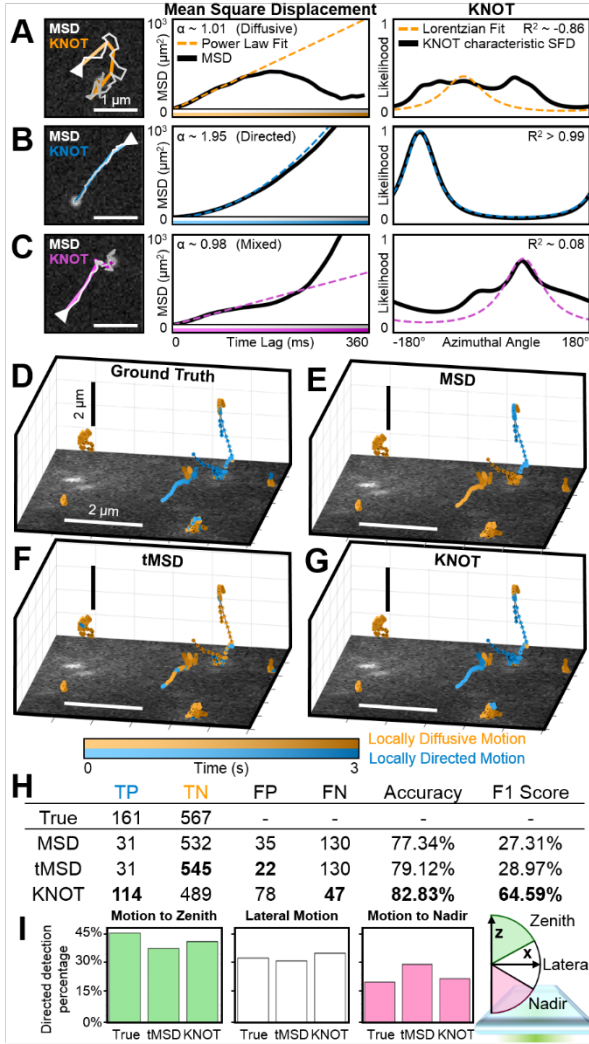 Mean Square Displacement
KNOT
A
MSD
KNOT
1 µm
MSD (µm²)
10³
0
α ~ 1.01 (Diffusive)
Power Law Fit
MSD
Likelihood
1
0
Lorentzian Fit
R² ~ -0.86
KNOT characteristic SFD
B
MSD
KNOT
MSD (µm²)
10³
0
α ~ 1.95 (Directed)
Likelihood
1
0
R² > 0.99
C
MSD
KNOT
MSD (µm²)
10³
0
α ~ 0.98 (Mixed)
0 Time Lag (ms) 360
Likelihood
1
0
R² ~ 0.08
-180° Azimuthal Angle 180°
D
Ground Truth
2 µm
2 µm
E
MSD
F
tMSD
G
KNOT
0 Time (s) 3
Locally Diffusive Motion
Locally Directed Motion
H TP TN FP FN Accuracy F1 Score
True 161 567 - - - -
MSD 31 532 35 130 77.34% 27.31%
tMSD 31 545 22 130 79.12% 28.97%
KNOT 114 489 78 47 82.83% 64.59%
I
Motion to Zenith
Lateral Motion
Motion to Nadir
Directed detection
percentage
45%
30%
15%
0%
True tMSD KNOT
True tMSD KNOT
True tMSD KNOT
Zenith
z
x
Lateral
Nadir